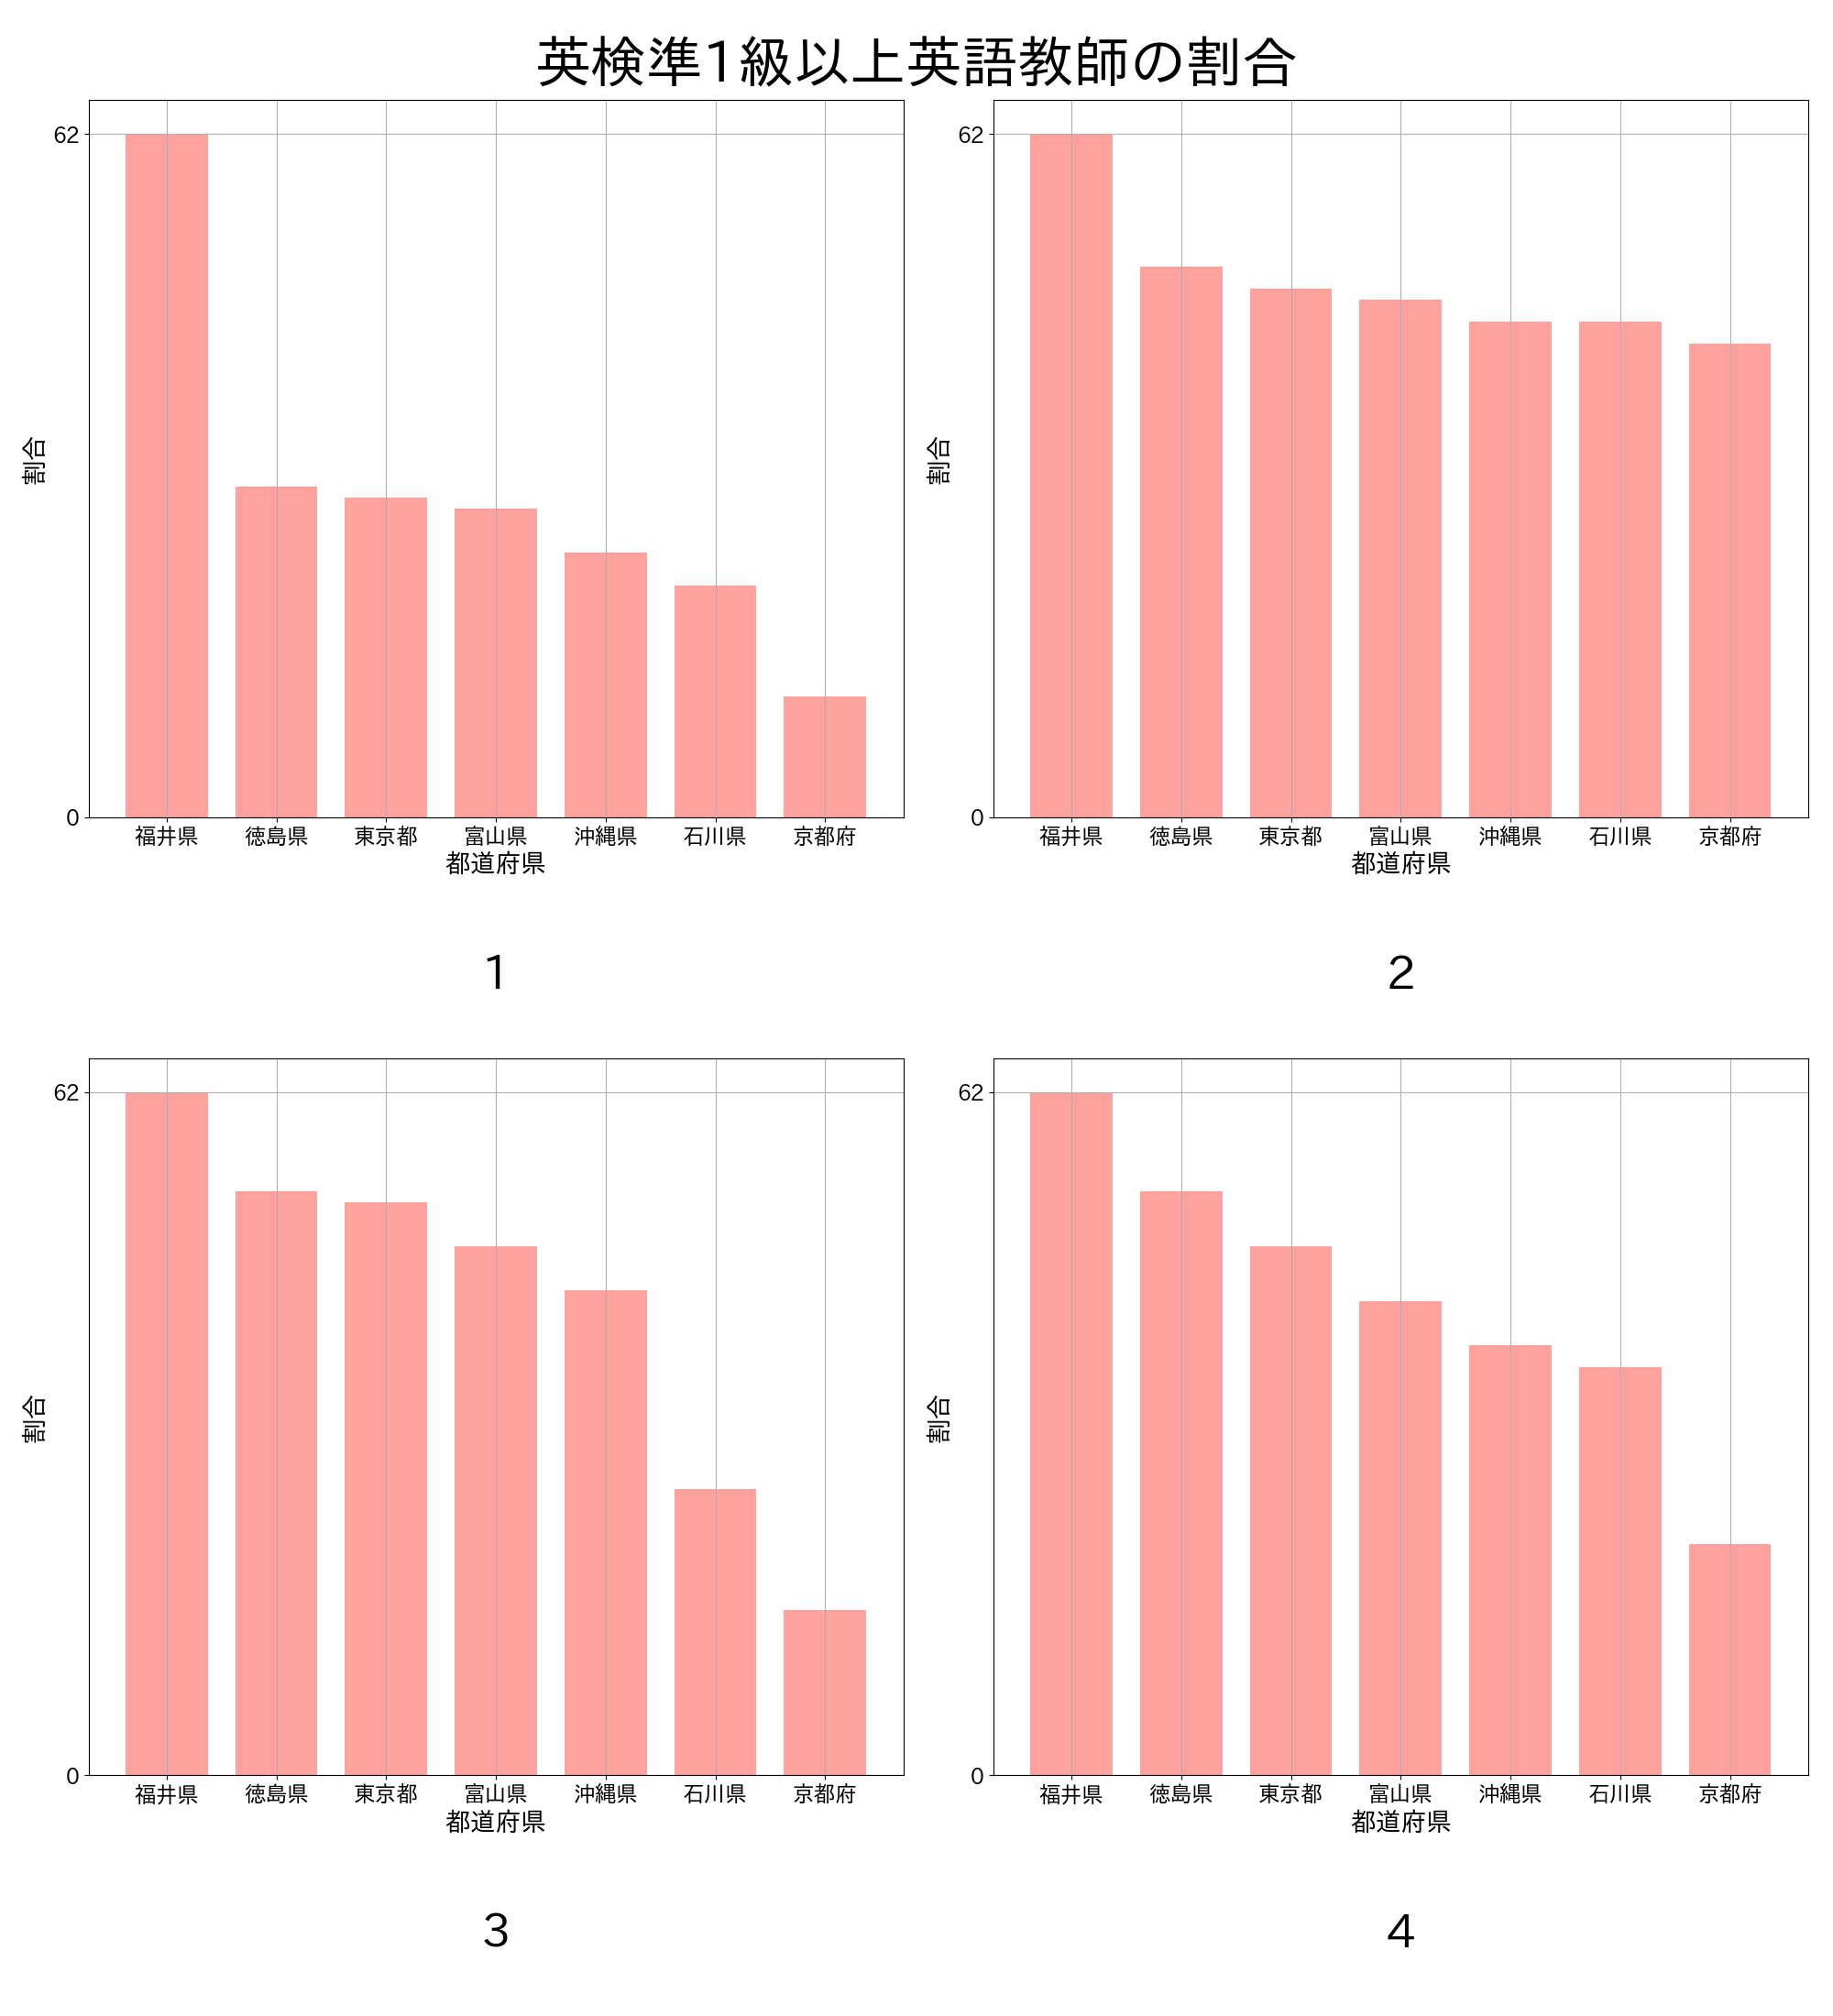 英検準1級以上英語教師の割合
62
0
割合
福井県 徳島県 東京都 富山県 沖縄県 石川県 京都府
都道府県
1
62
0
割合
福井県 徳島県 東京都 富山県 沖縄県 石川県 京都府
都道府県
2
62
0
割合
福井県 徳島県 東京都 富山県 沖縄県 石川県 京都府
都道府県
3
62
0
割合
福井県 徳島県 東京都 富山県 沖縄県 石川県 京都府
都道府県
4